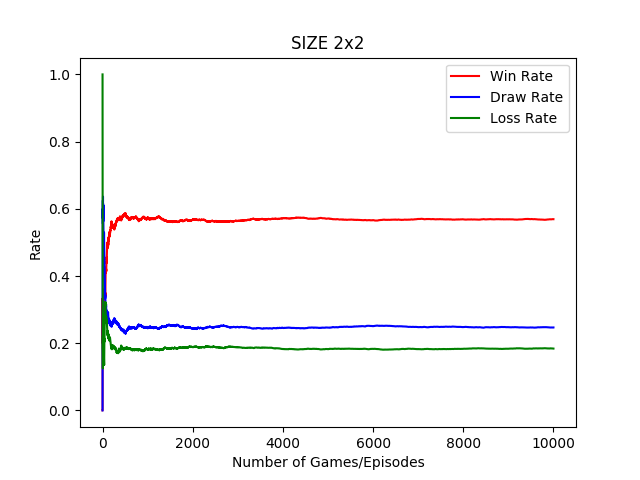 SIZE 2x2
Win Rate
Draw Rate
Loss Rate
1.0
0.8
0.6
0.4
0.2
0.0
Rate
0 2000 4000 6000 8000 10000
Number of Games/Episodes